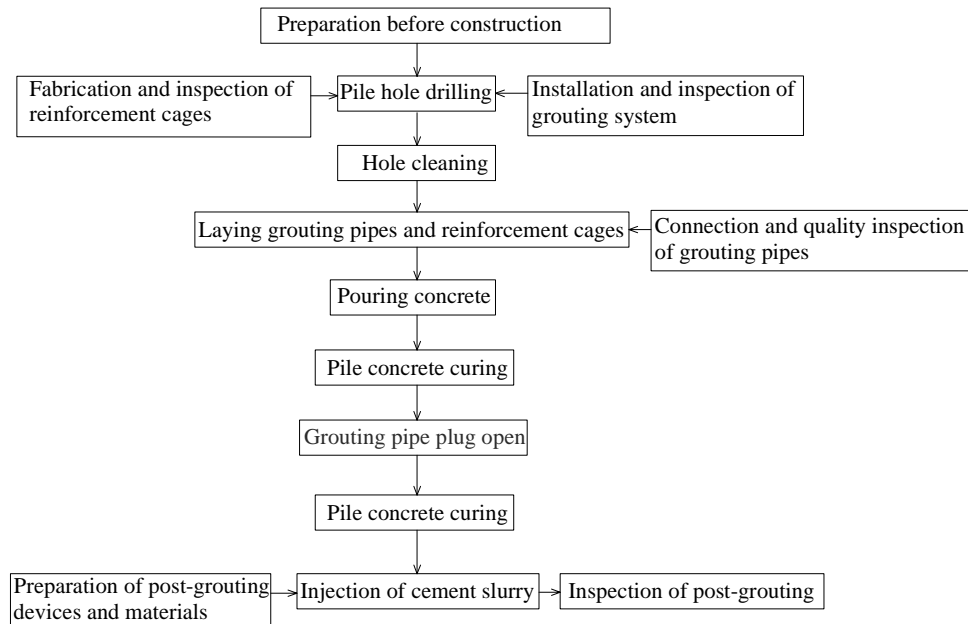 Preparation before construction
Fabrication and inspection of
reinforcement cages
Pile hole drilling
Installation and inspection of
grouting system
Hole cleaning
Laying grouting pipes and reinforcement cages
Connection and quality inspection
of grouting pipes
Pouring concrete
Pile concrete curing
Grouting pipe plug open
Pile concrete curing
Preparation of post-grouting
devices and materials
Injection of cement slurry
Inspection of post-grouting